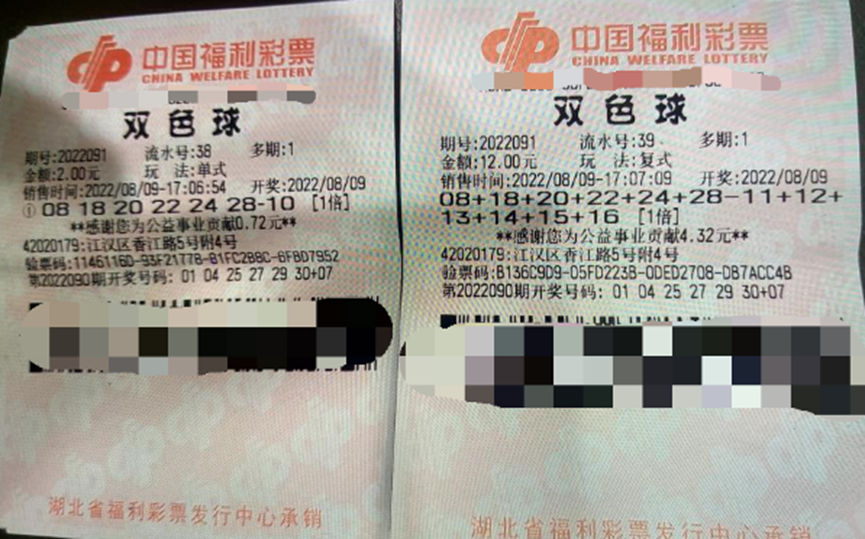 中国福利彩票
CHINA WELFARE LOTTERY
双色球
期号:2022091 流水号:38 多期:1
金额:2.00元 玩 法:单式
销售时间:2022/08/09-17:06:54 开奖:2022/08/09
① 08 18 20 22 24 28-10 [1倍]
**感谢您为公益事业贡献0.72元**
42020179:江汉区香江路5号附4号
验票码:1146116D-93F21778-B1FC2B8C-6FBD7952
第2022090期开奖号码: 01 04 25 27 29 30+07
湖北省福利彩票发行中心承销
中国福利彩票
CHINA WELFARE LOTTERY
双色球
期号:2022091 流水号:39 多期:1
金额:12.00元 玩 法:复式
销售时间:2022/08/09-17:07:09 开奖:2022/08/09
08+18+20+22+24+28-11+12+
13+14+15+16 [1倍]
**感谢您为公益事业贡献4.32元**
42020179:江汉区香江路5号附4号
验票码:B136C9D9-05FD223B-0DED2708-DB7ACC4B
第2022090期开奖号码: 01 04 25 27 29 30+07
湖北省福利彩票发行中心承销